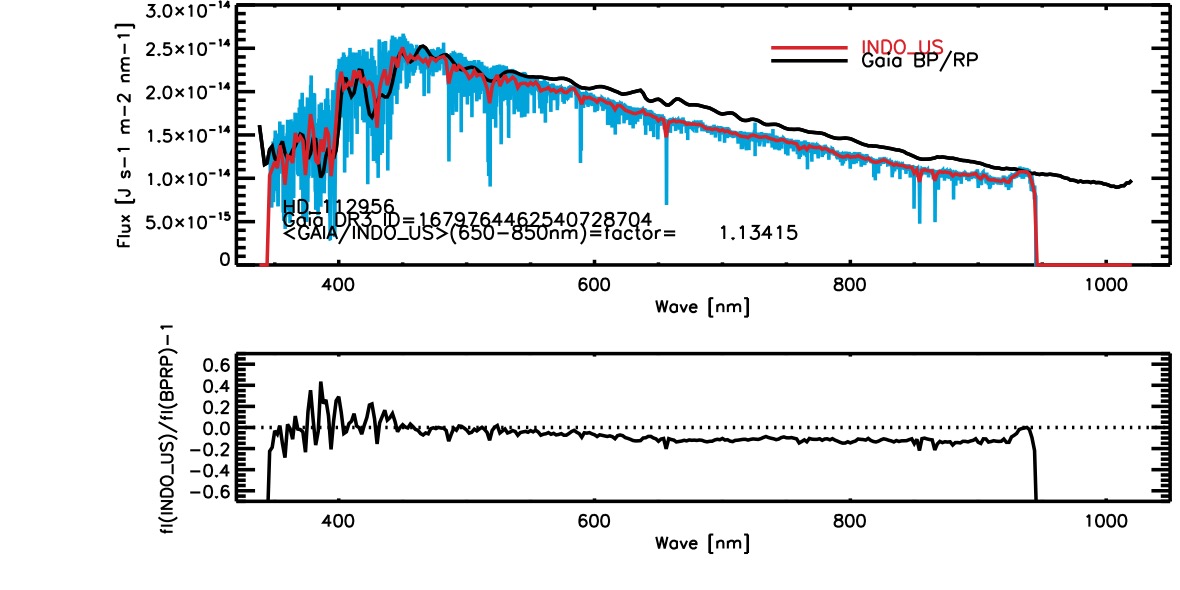 3.0×10⁻¹⁴
2.5×10⁻¹⁴
2.0×10⁻¹⁴
1.5×10⁻¹⁴
1.0×10⁻¹⁴
5.0×10⁻¹⁵
0
Flux [J s−1 m−2 nm−1]
INDO_US
Gaia BP/RP
HD_112956
Gaia DR3 ID=1679764462540728704
<GAIA/INDO_US>(650−850nm)=factor= 1.13415
400 600 800 1000
Wave [nm]
fl(INDO_US)/fl(BPRP)−1
0.6
0.4
0.2
0.0
−0.2
−0.4
−0.6
400 600 800 1000
Wave [nm]